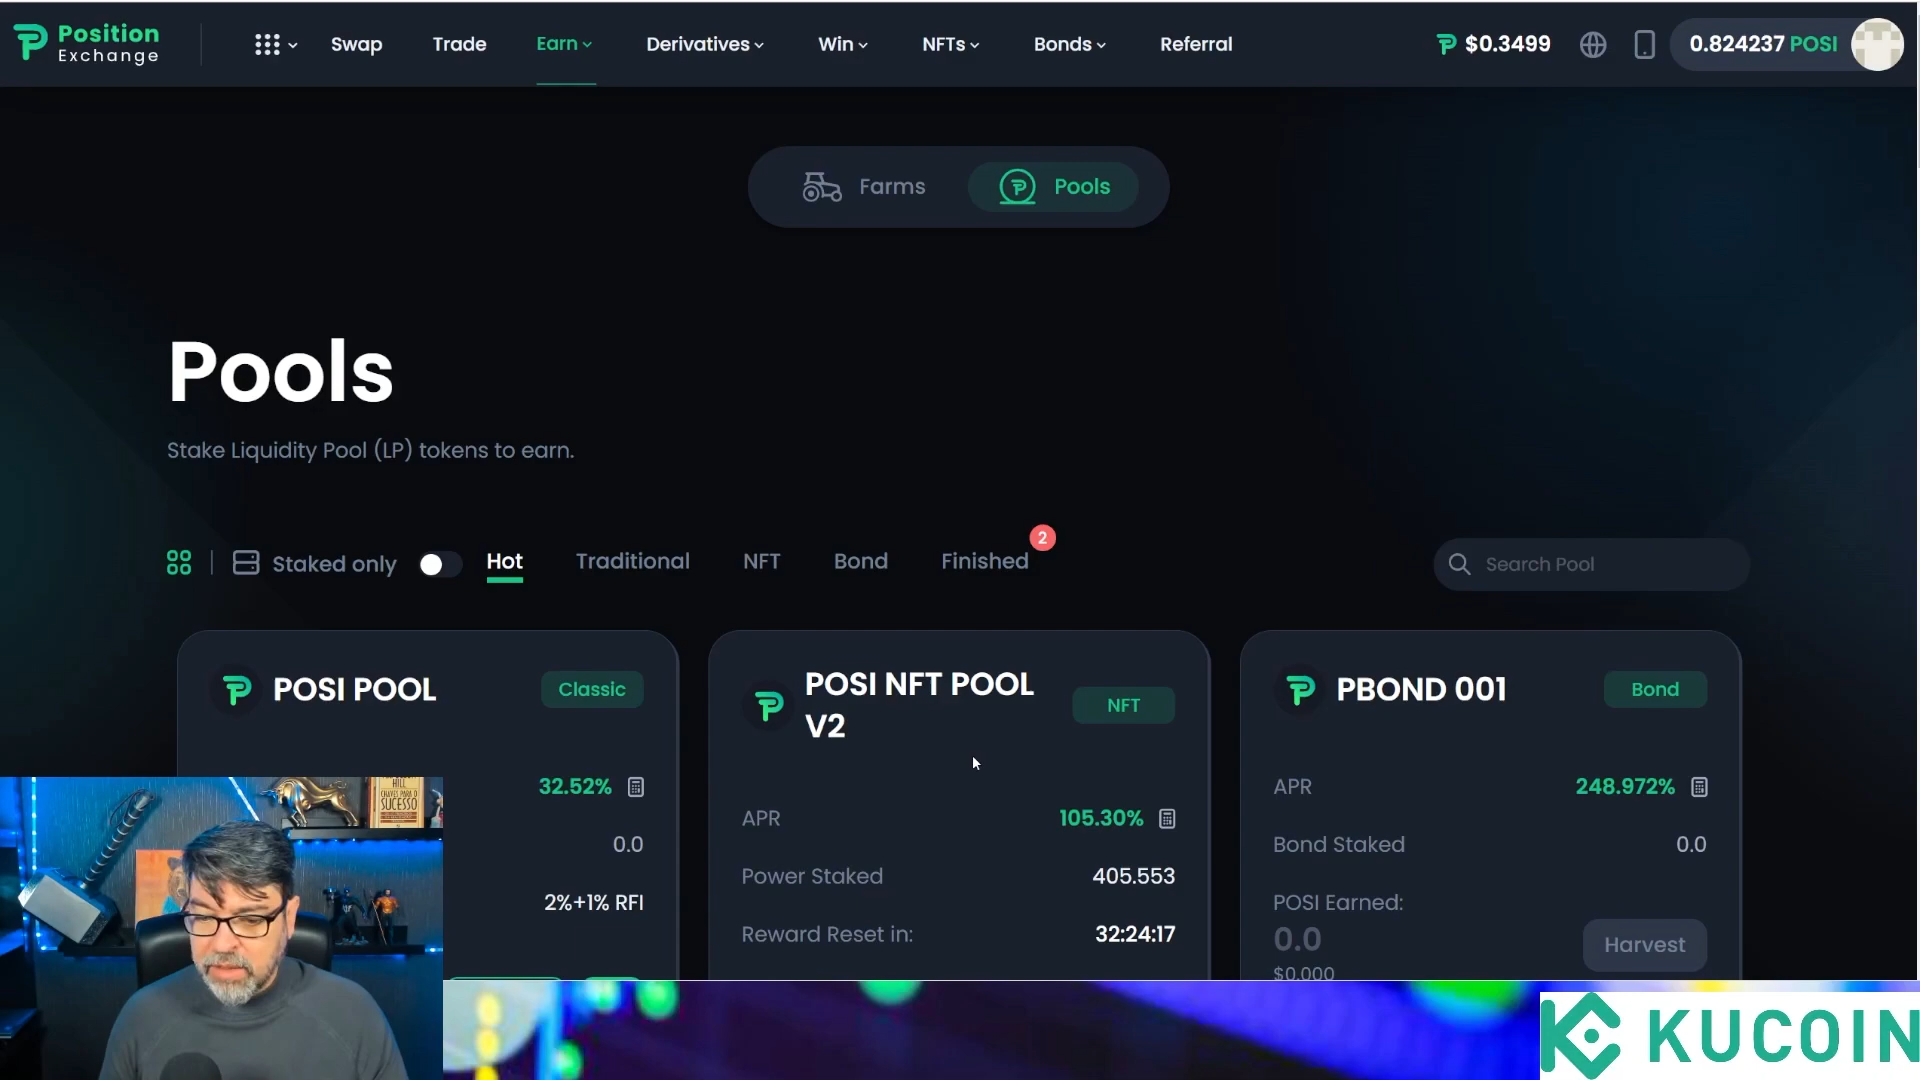 Position
Exchange
Swap
Trade
Earn
Derivatives
Win
NFTs
Bonds
Referral
$0.3499
0.824237 POSI
Farms
Pools
Pools
Stake Liquidity Pool (LP) tokens to earn.
Staked only
Hot
Traditional
NFT
Bond
Finished
2
Search Pool
POSI POOL
Classic
32.52%
0.0
2%+1% RFI
POSI NFT POOL
V2
NFT
APR
105.30%
Power Staked
405.553
Reward Reset in:
32:24:17
PBOND 001
Bond
APR
248.972%
Bond Staked
0.0
POSI Earned:
0.0
$0.000
Harvest
HILL
CHAVES PARA O
SUCESSO
KUCOIN